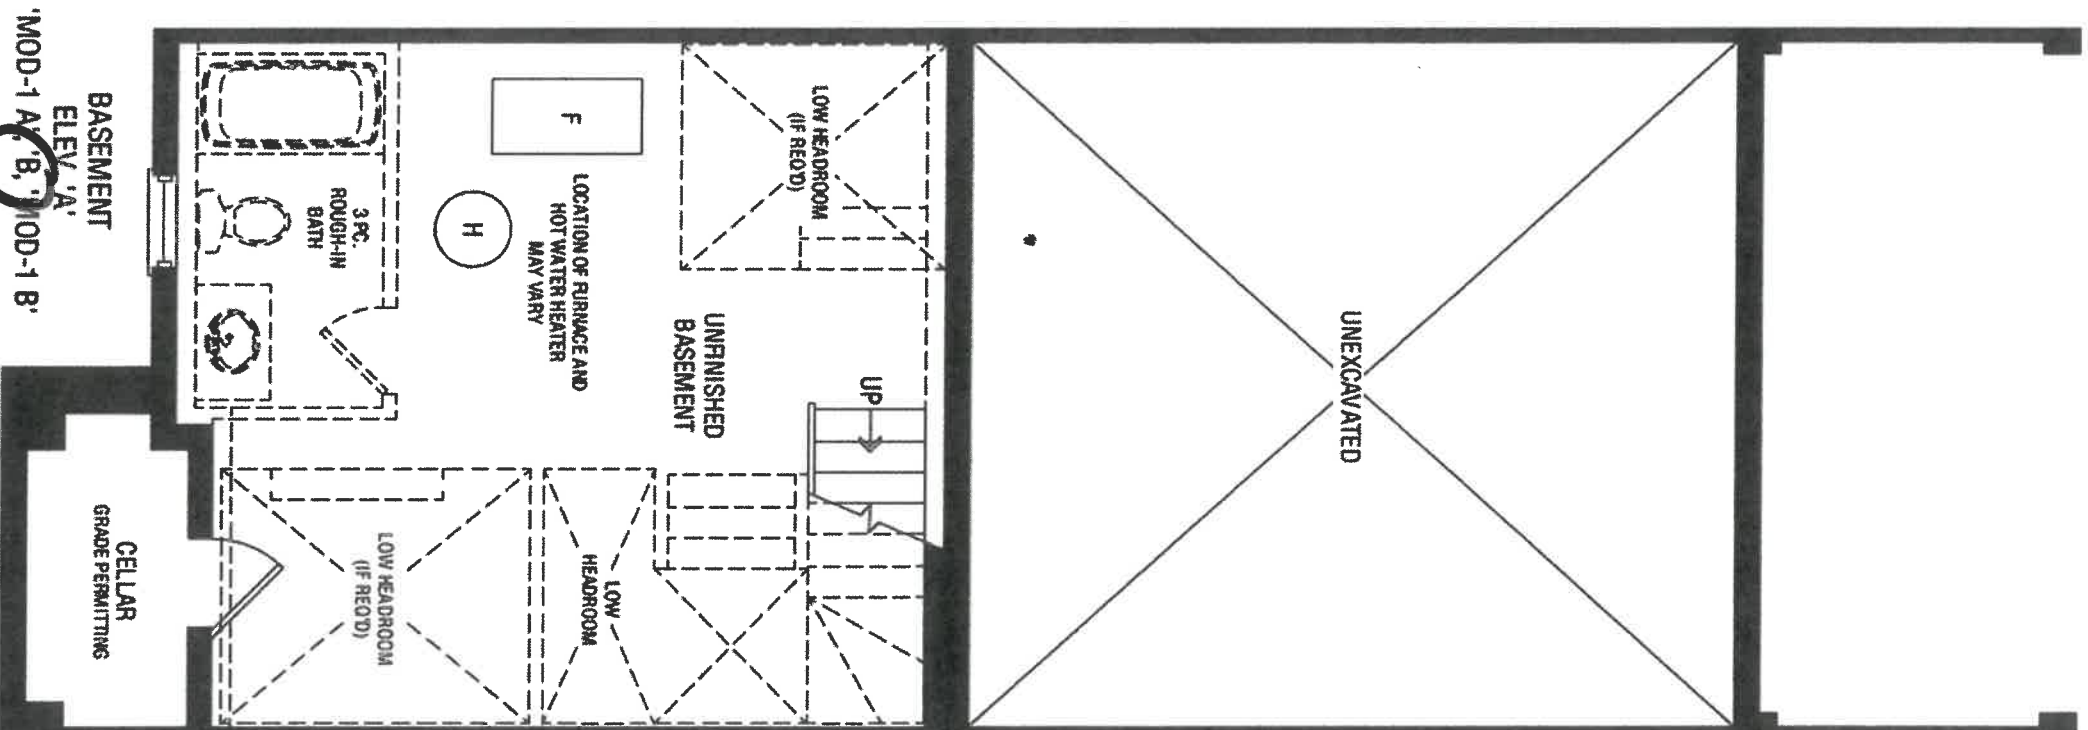 UNEXCAVATED
*
LOW HEADROOM
(IF REQ'D)
UP
UNFINISHED
BASEMENT
LOCATION OF FURNACE AND
HOT WATER HEATER
MAY VARY
F
H
LOW
HEADROOM
LOW HEADROOM
(IF REQ'D)
3 PC.
ROUGH-IN
BATH
CELLAR
GRADE PERMITTING
BASEMENT
ELEV. 'A'
'MOD-1 A', 'B', 'MOD-1 B'